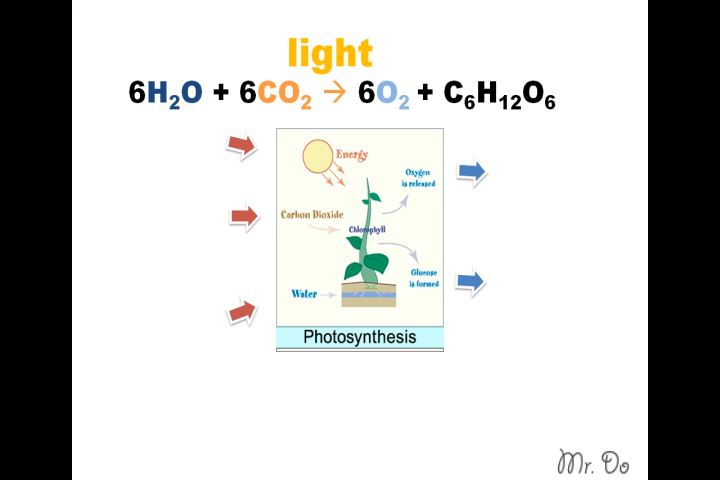 light
6H₂O + 6CO₂ → 6O₂ + C₆H₁₂O₆
Energy
Oxygen
is released
Carbon Dioxide
Chlorophyll
Glucose
is formed
Water
Photosynthesis
Mr. Do